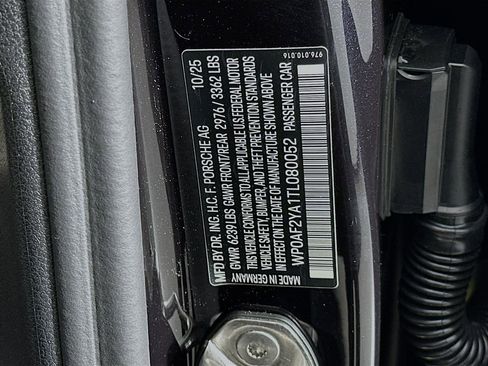 976.010.016
MFD BY DR. ING. H.C. F. PORSCHE AG 10/25
GVWR 6239 LBS GAWR FRONT/REAR 2976/3362 LBS
THIS VEHICLE CONFORMS TO ALL APPLICABLE U.S. FEDERAL MOTOR
VEHICLE SAFETY, BUMPER, AND THEFT PREVENTION STANDARDS
IN EFFECT ON THE DATE OF MANUFACTURE SHOWN ABOVE
WP0AF2YA1TL080052 PASSENGER CAR
MADE IN GERMANY